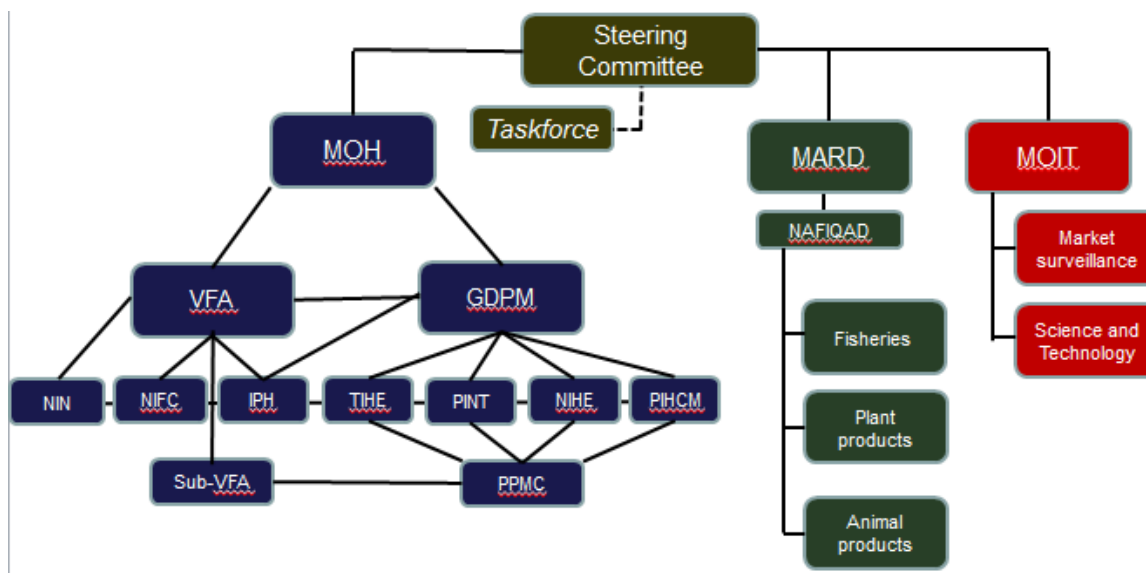 Steering
Committee
Taskforce
MOH
MARD
MOIT
NAFIQAD
Market
surveillance
VFA
GDPM
Fisheries
Science and
Technology
NIN
NIFC
IPH
TIHE
PINT
NIHE
PIHCM
Plant
products
Sub-VFA
PPMC
Animal
products